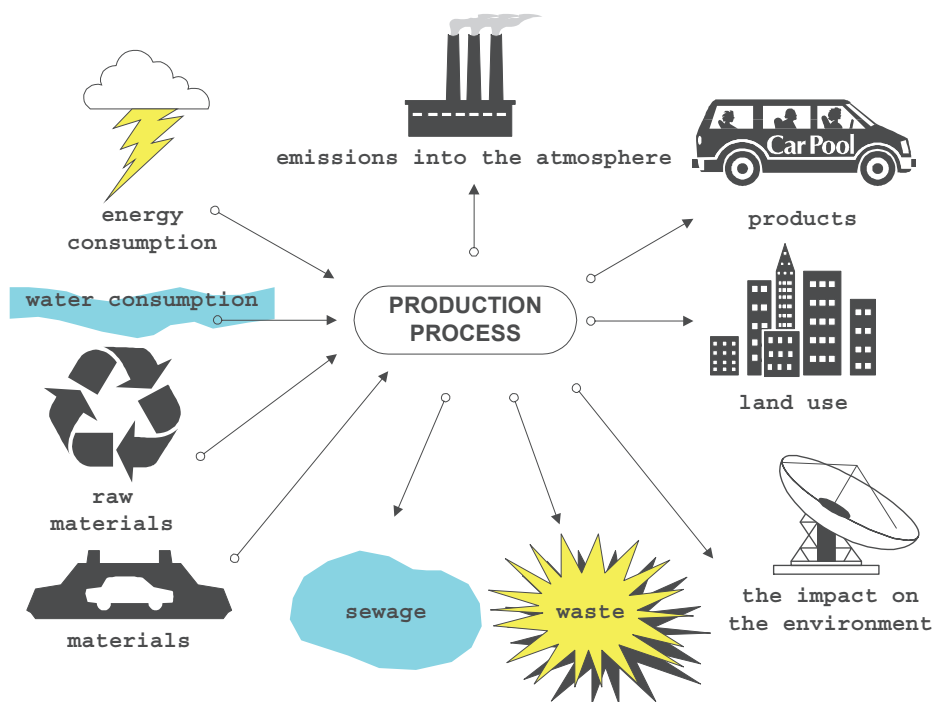 emissions into the atmosphere
Car Pool
energy
consumption
products
water consumption
PRODUCTION
PROCESS
land use
raw
materials
materials
sewage
waste
the impact on
the environment